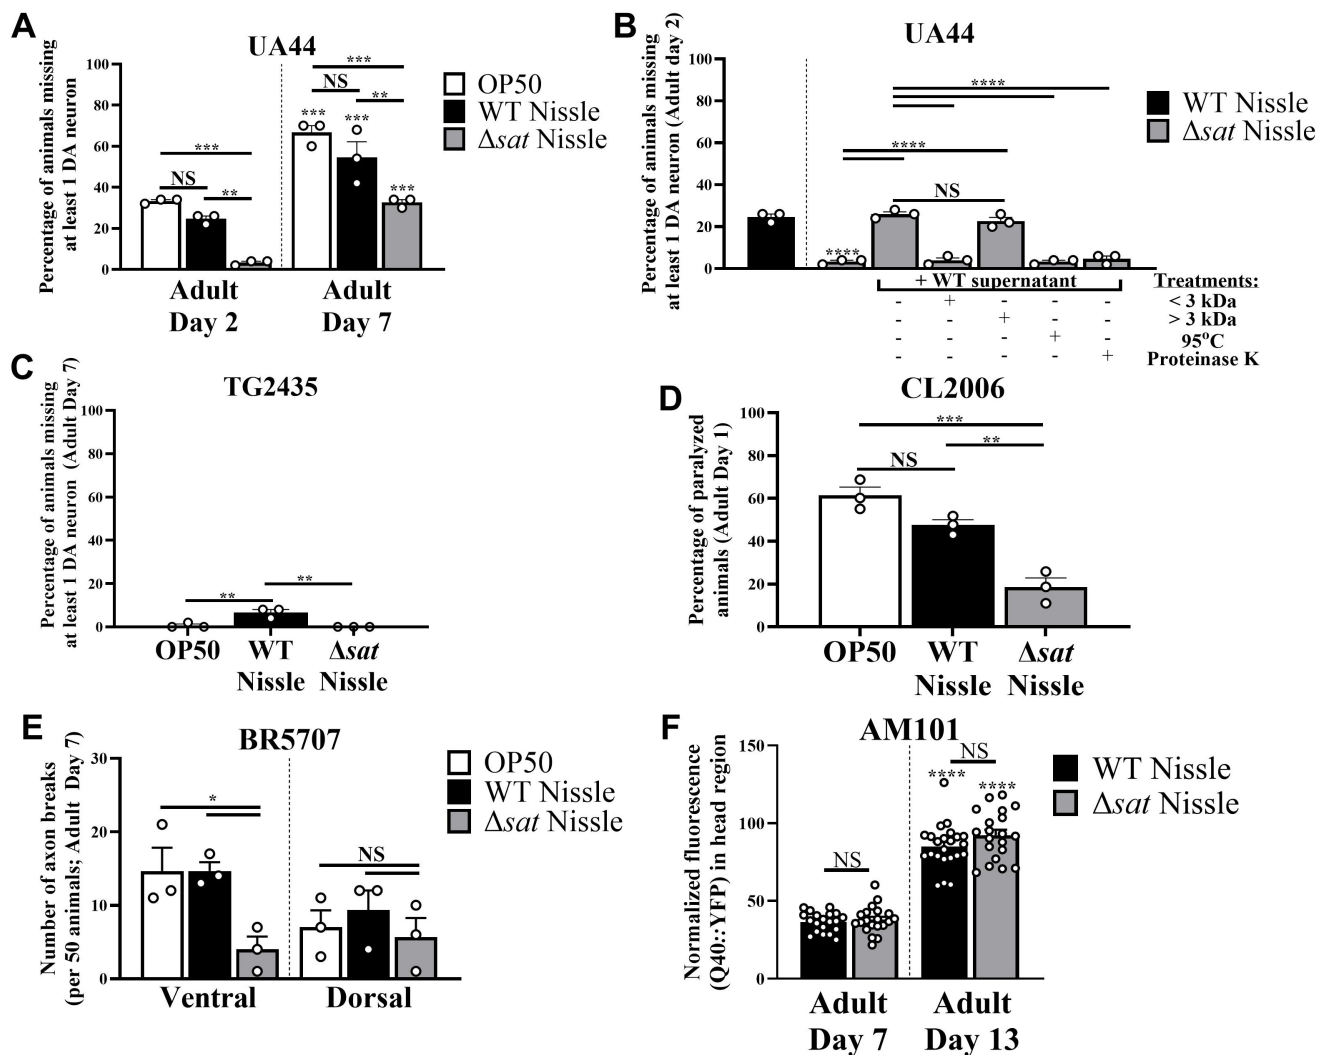 A
UA44
Percentage of animals missing
at least 1 DA neuron
100
80
60
40
20
0
***
NS
**
***
NS
**
***
***
***
Adult
Day 2
Adult
Day 7
OP50
WT Nissle
Δsat Nissle
B
UA44
Percentage of animals missing
at least 1 DA neuron (Adult day 2)
100
80
60
40
20
0
****
****
NS
****
WT Nissle
Δsat Nissle
+ WT supernatant
Treatments:
- + - - - < 3 kDa
- - + - - > 3 kDa
- - - + - 95°C
- - - - + Proteinase K
C
TG2435
Percentage of animals missing
at least 1 DA neuron (Adult Day 7)
100
80
60
40
20
0
**
**
OP50
WT
Nissle
Δsat
Nissle
D
CL2006
Percentage of paralyzed
animals (Adult Day 1)
100
80
60
40
20
0
***
**
NS
OP50
WT
Nissle
Δsat
Nissle
E
BR5707
Number of axon breaks
(per 50 animals; Adult Day 7)
30
20
10
0
*
NS
Ventral
Dorsal
OP50
WT Nissle
Δsat Nissle
F
AM101
Normalized fluorescence
(Q40::YFP) in head region
150
100
50
0
NS
NS
****
****
Adult
Day 7
Adult
Day 13
WT Nissle
Δsat Nissle